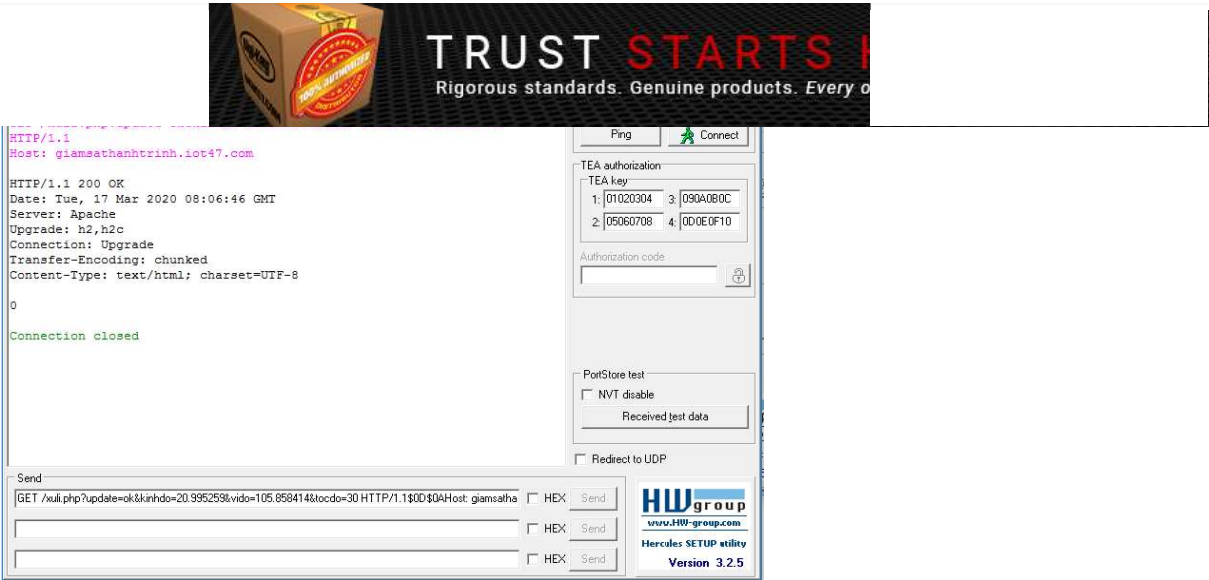 100% AUTHORIZED
DISTRIBUTOR
TRUST STARTS
Rigorous standards. Genuine products. Every o
HTTP/1.1
Host: giamsathanhtrinh.iot47.com
HTTP/1.1 200 OK
Date: Tue, 17 Mar 2020 08:06:46 GMT
Server: Apache
Upgrade: h2,h2c
Connection: Upgrade
Transfer-Encoding: chunked
Content-Type: text/html; charset=UTF-8
0
Connection closed
Ping
Connect
TEA authorization
TEA key
1: 01020304 3: 090A0B0C
2: 05060708 4: 0D0E0F10
Authorization code
PortStore test
NVT disable
Received test data
Redirect to UDP
Send
GET /xuli.php?update=ok&kinhdo=20.995259&vido=105.858414&tocdo=30 HTTP/1.1$0D$0AHost: giamsatha HEX Send
HEX Send
HEX Send
HW group
www.HW-group.com
Hercules SETUP utility
Version 3.2.5